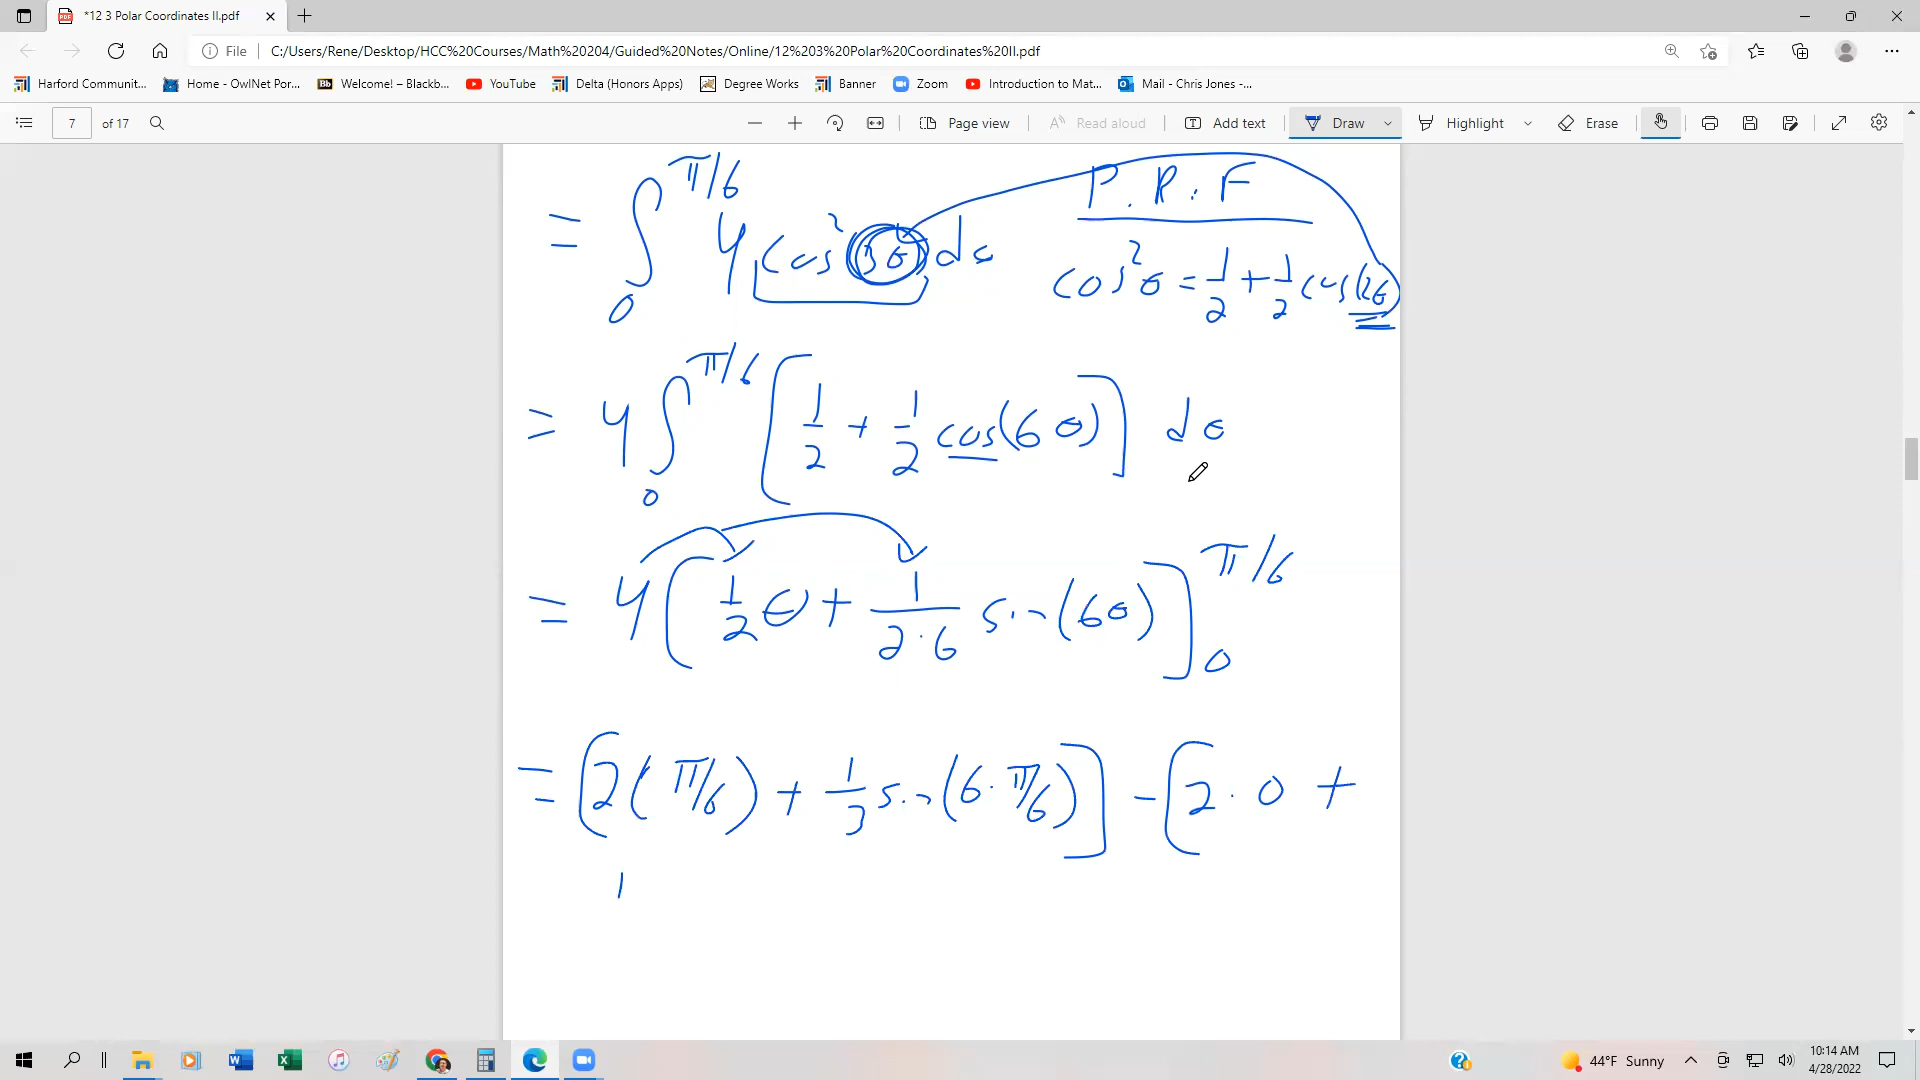 *12 3 Polar Coordinates II.pdf
File C:/Users/Rene/Desktop/HCC%20Courses/Math%20204/Guided%20Notes/Online/12%203%20Polar%20Coordinates%20II.pdf
Harford Communit... Home - OwlNet Por... Welcome! – Blackb... YouTube Delta (Honors Apps) Degree Works Banner Zoom Introduction to Mat... Mail - Chris Jones -...
7 of 17 Page view Read aloud Add text Draw Highlight Erase
P.R.F
= ∫₀^(π/6) 4 cos² 3θ dθ
cos²θ = 1/2 + 1/2 cos(2θ)
= 4 ∫₀^(π/6) [1/2 + 1/2 cos(6θ)] dθ
= 4 [1/2 θ + 1/(2·6) sin(6θ)]₀^(π/6)
= [2(π/6) + 1/3 sin(6·π/6)] - [2·0 +
44°F Sunny
10:14 AM
4/28/2022